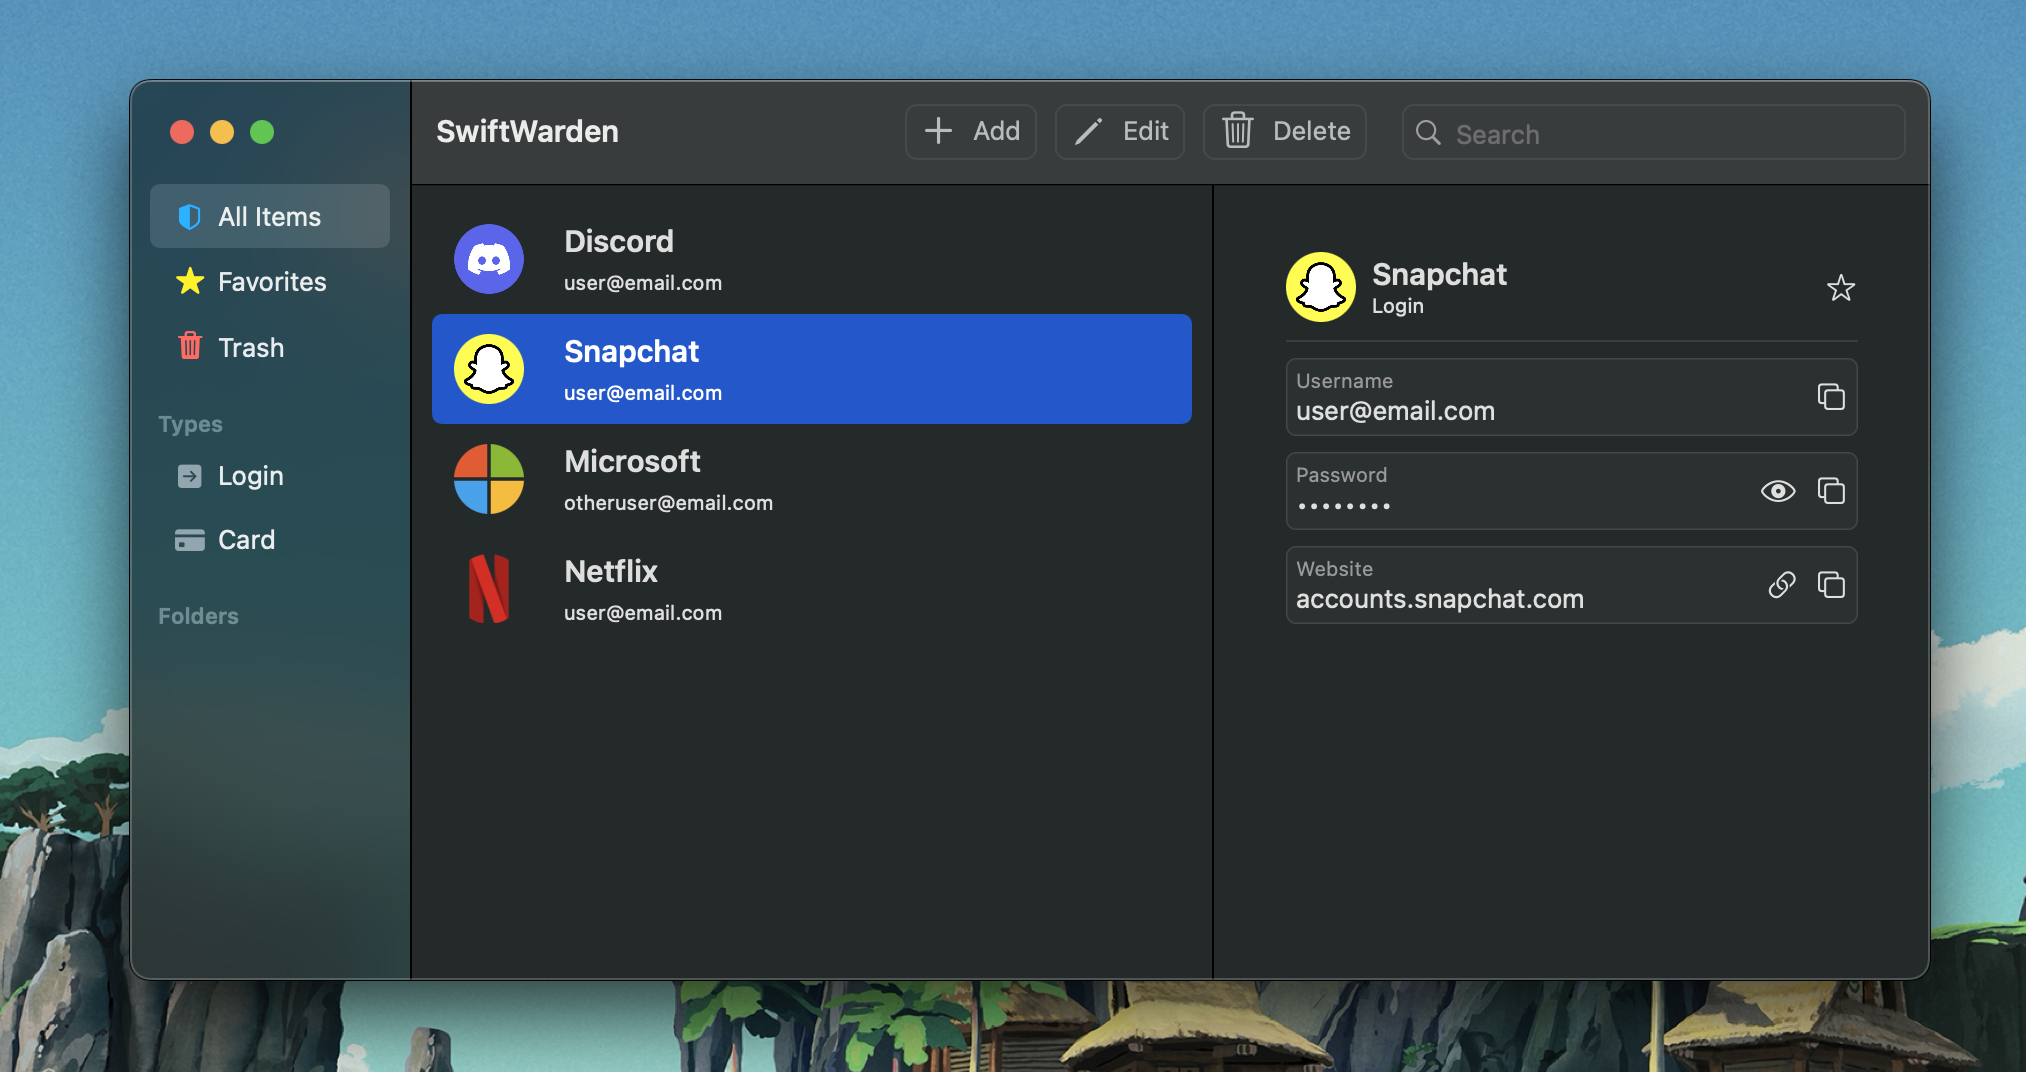 SwiftWarden
Add
Edit
Delete
Search
All Items
Favorites
Trash
Types
Login
Card
Folders
Discord
user@email.com
Snapchat
user@email.com
Microsoft
otheruser@email.com
Netflix
user@email.com
Snapchat
Login
Username
user@email.com
Password
••••••••
Website
accounts.snapchat.com